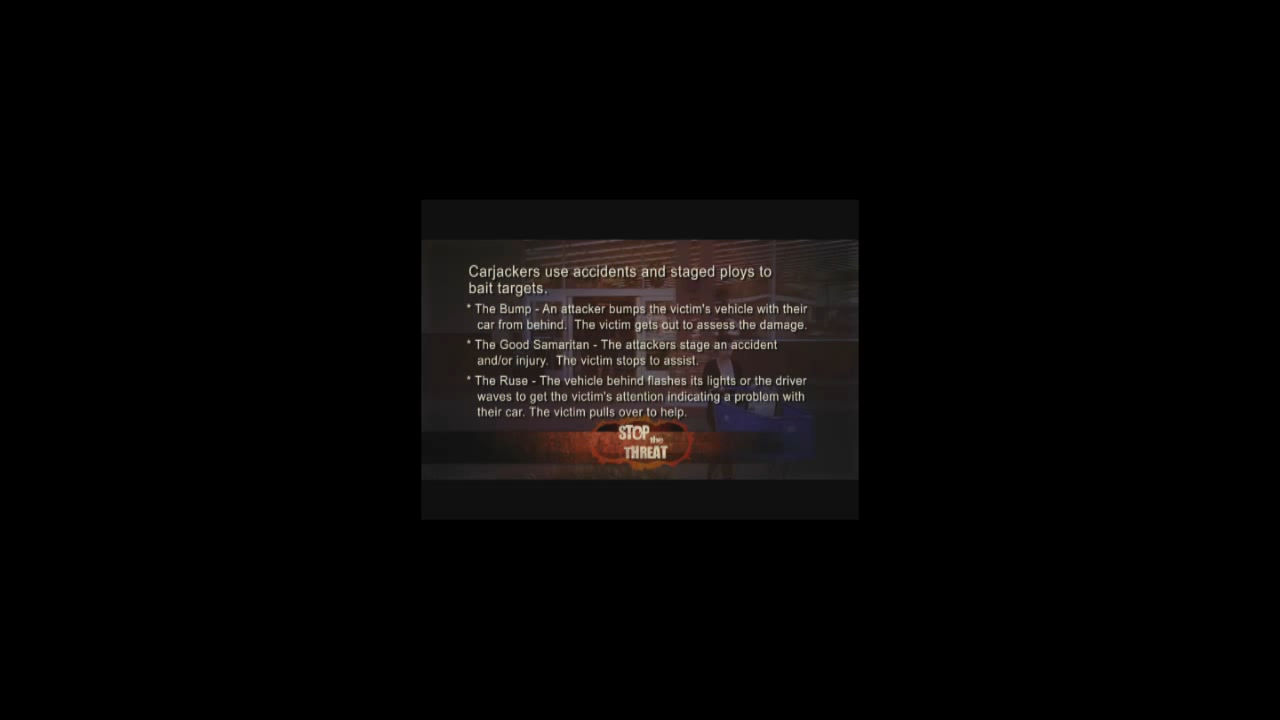 Carjackers use accidents and staged ploys to
bait targets.
* The Bump - An attacker bumps the victim's vehicle with their
car from behind. The victim gets out to assess the damage.
* The Good Samaritan - The attackers stage an accident
and/or injury. The victim stops to assist.
* The Ruse - The vehicle behind flashes its lights or the driver
waves to get the victim's attention indicating a problem with
their car. The victim pulls over to help.
STOP the
THREAT